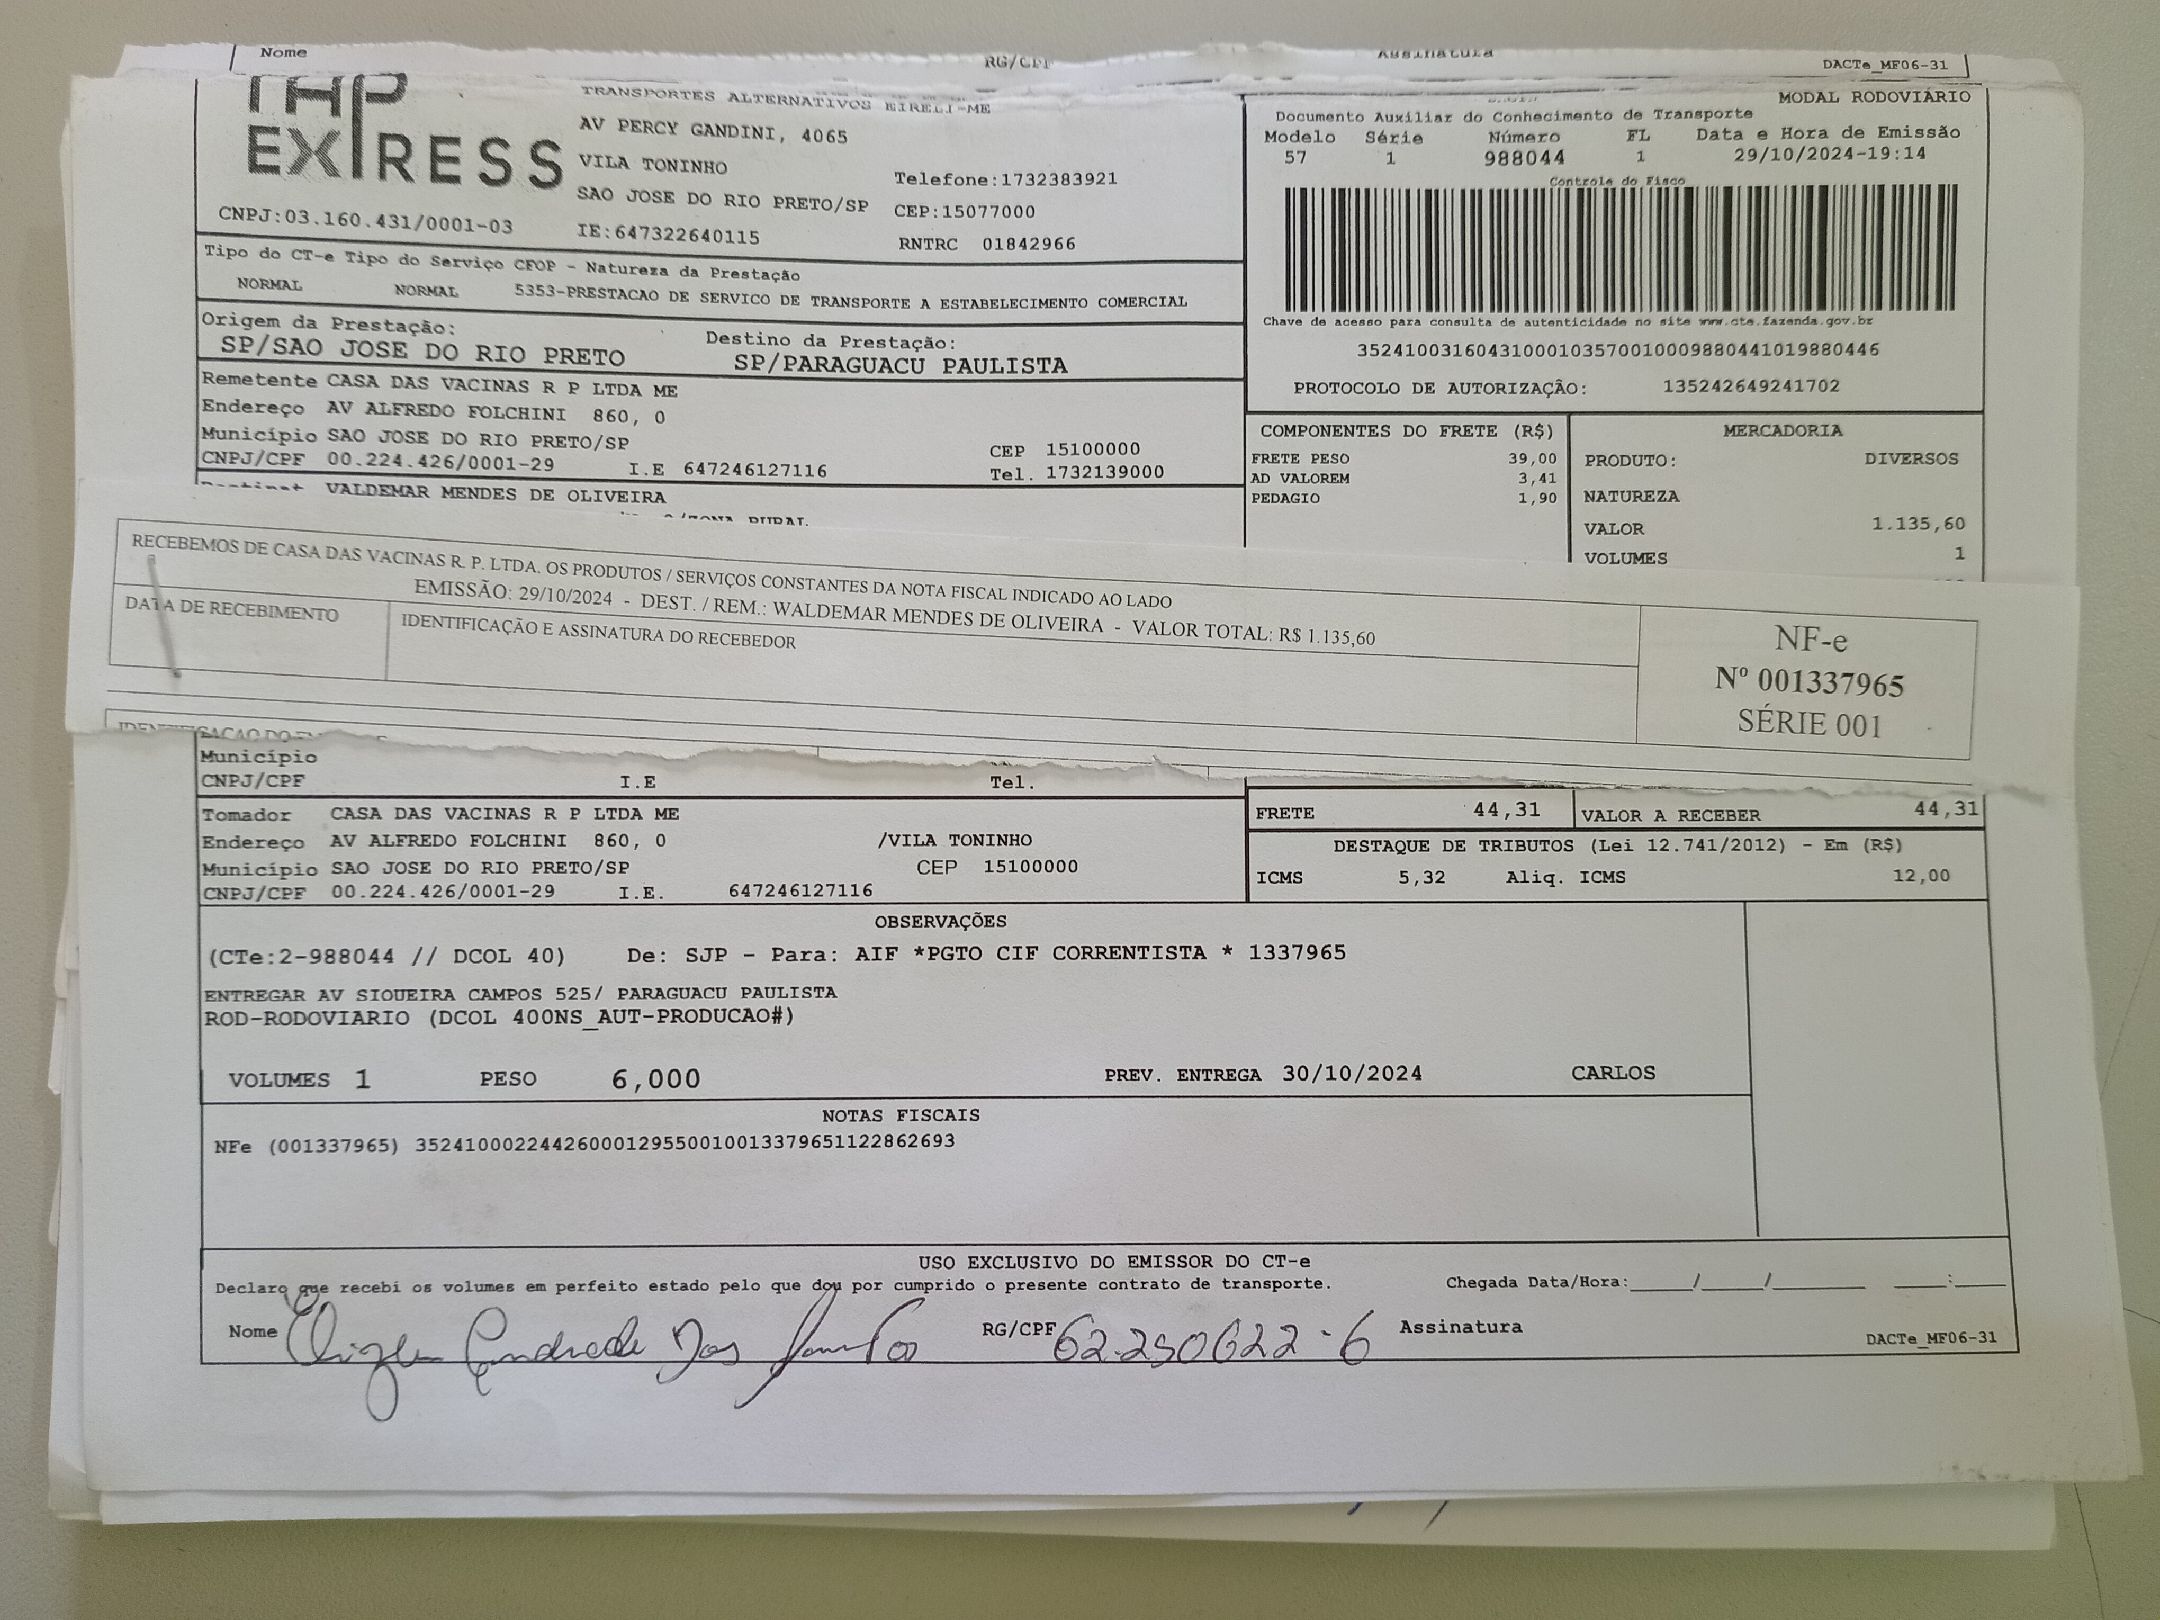 Nome RG/CPF Assinatura DACTe_MF06-31
TRANSPORTES ALTERNATIVOS EIRELI-ME
AV PERCY GANDINI, 4065
VILA TONINHO Telefone:1732383921
SAO JOSE DO RIO PRETO/SP CEP:15077000
CNPJ:03.160.431/0001-03 IE:647322640115 RNTRC 01842966
EXPRESS
MODAL RODOVIÁRIO
Documento Auxiliar do Conhecimento de Transporte
Modelo Série Número FL Data e Hora de Emissão
57 1 988044 1 29/10/2024-19:14
Controle do Fisco
Chave de acesso para consulta de autenticidade no site www.cte.fazenda.gov.br
35241003160431000103570010009880441019880446
PROTOCOLO DE AUTORIZAÇÃO: 135242649241702
Tipo do CT-e Tipo do Serviço CFOP - Natureza da Prestação
NORMAL NORMAL 5353-PRESTACAO DE SERVICO DE TRANSPORTE A ESTABELECIMENTO COMERCIAL
Origem da Prestação: Destino da Prestação:
SP/SAO JOSE DO RIO PRETO SP/PARAGUACU PAULISTA
Remetente CASA DAS VACINAS R P LTDA ME
Endereço AV ALFREDO FOLCHINI 860, 0
Município SAO JOSE DO RIO PRETO/SP CEP 15100000
CNPJ/CPF 00.224.426/0001-29 I.E 647246127116 Tel. 1732139000
VALDEMAR MENDES DE OLIVEIRA
COMPONENTES DO FRETE (R$) MERCADORIA
FRETE PESO 39,00 PRODUTO: DIVERSOS
AD VALOREM 3,41
PEDAGIO 1,90 NATUREZA
VALOR 1.135,60
VOLUMES 1
RECEBEMOS DE CASA DAS VACINAS R. P. LTDA. OS PRODUTOS / SERVIÇOS CONSTANTES DA NOTA FISCAL INDICADO AO LADO
EMISSÃO: 29/10/2024 - DEST. / REM.: WALDEMAR MENDES DE OLIVEIRA - VALOR TOTAL: R$ 1.135,60
DATA DE RECEBIMENTO IDENTIFICAÇÃO E ASSINATURA DO RECEBEDOR
NF-e
Nº 001337965
SÉRIE 001
Município
CNPJ/CPF I.E Tel.
Tomador CASA DAS VACINAS R P LTDA ME
Endereço AV ALFREDO FOLCHINI 860, 0 /VILA TONINHO
Município SAO JOSE DO RIO PRETO/SP CEP 15100000
CNPJ/CPF 00.224.426/0001-29 I.E. 647246127116
FRETE 44,31 VALOR A RECEBER 44,31
DESTAQUE DE TRIBUTOS (Lei 12.741/2012) - Em (R$)
ICMS 5,32 Aliq. ICMS 12,00
OBSERVAÇÕES
(CTe:2-988044 // DCOL 40) De: SJP - Para: AIF *PGTO CIF CORRENTISTA * 1337965
ENTREGAR AV SIQUEIRA CAMPOS 525/ PARAGUACU PAULISTA
ROD-RODOVIARIO (DCOL 400NS_AUT-PRODUCAO#)
VOLUMES 1 PESO 6,000 PREV. ENTREGA 30/10/2024 CARLOS
NOTAS FISCAIS
NFe (001337965) 35241000224426000129550010013379651122862693
USO EXCLUSIVO DO EMISSOR DO CT-e
Declaro que recebi os volumes em perfeito estado pelo que dou por cumprido o presente contrato de transporte. Chegada Data/Hora:____/____/______ ___:___
Nome Andrade Dos Santos RG/CPF 62.250622-6 Assinatura DACTe_MF06-31